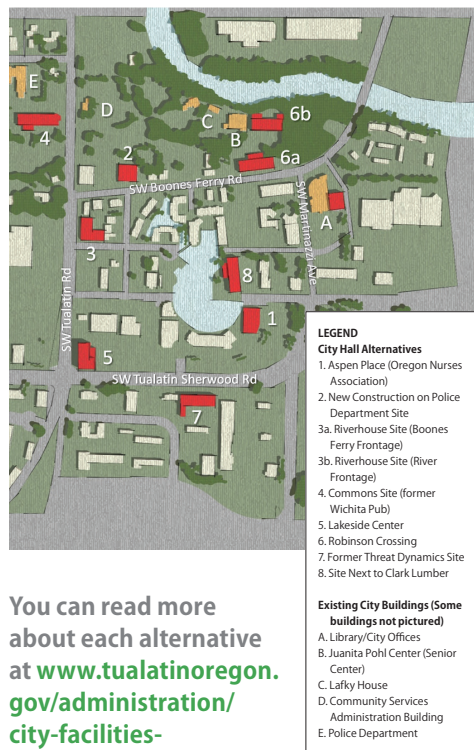 E
D
C
B
6b
4
2
6a
SW Boones Ferry Rd
SW Martinazzi Ave
A
3
SW Tualatin Rd
8
1
5
SW Tualatin Sherwood Rd
7
LEGEND
City Hall Alternatives
1. Aspen Place (Oregon Nurses
Association)
2. New Construction on Police
Department Site
3a. Riverhouse Site (Boones
Ferry Frontage)
3b. Riverhouse Site (River
Frontage)
4. Commons Site (former
Wichita Pub)
5. Lakeside Center
6. Robinson Crossing
7. Former Threat Dynamics Site
8. Site Next to Clark Lumber
Existing City Buildings (Some
buildings not pictured)
A. Library/City Offices
B. Juanita Pohl Center (Senior
Center)
C. Lafky House
D. Community Services
Administration Building
E. Police Department
You can read more
about each alternative
at www.tualatinoregon.
gov/administration/
city-facilities-